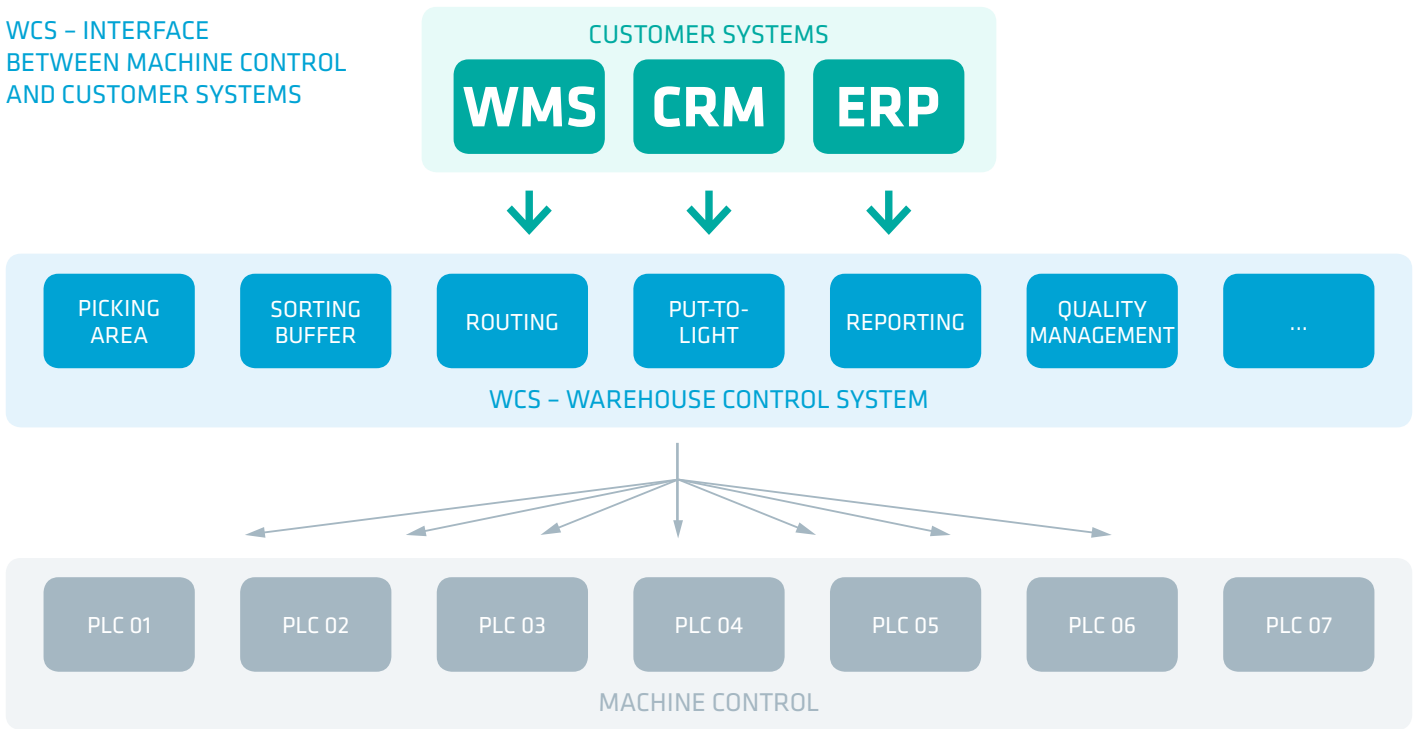 WCS – INTERFACE
BETWEEN MACHINE CONTROL
AND CUSTOMER SYSTEMS
CUSTOMER SYSTEMS
WMS
CRM
ERP
PICKING
AREA
SORTING
BUFFER
ROUTING
PUT-TO-
LIGHT
REPORTING
QUALITY
MANAGEMENT
...
WCS – WAREHOUSE CONTROL SYSTEM
PLC 01
PLC 02
PLC 03
PLC 04
PLC 05
PLC 06
PLC 07
MACHINE CONTROL